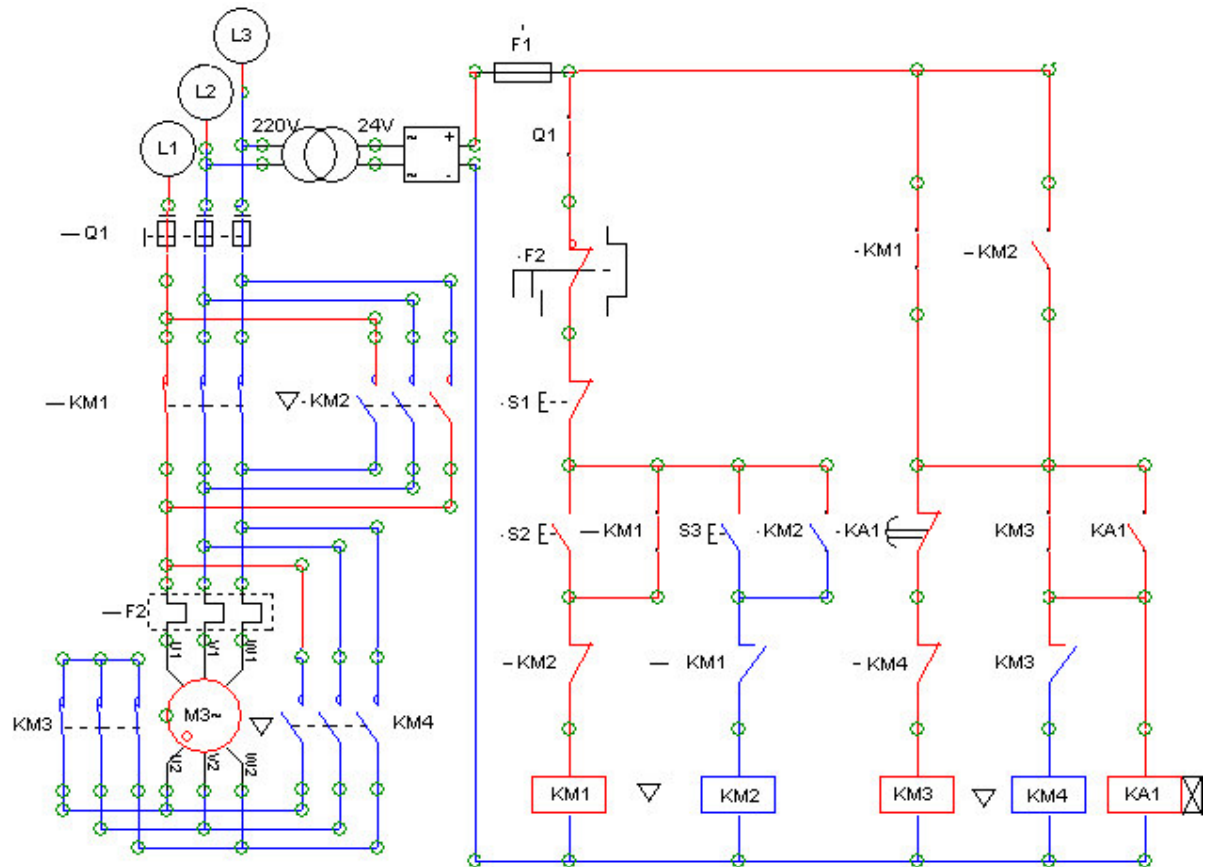 L3
F1
L2
220V 24V
L1
~ +
~ -
Q1
— Q1
- F2
- KM1
- KM2
- S1
— KM1
- KM2
- S2
— KM1
S3
- KM2
- KA1
KM3
KA1
— F2
U1 V1 W1
- KM2
— KM1
- KM4
KM3
KM3
M3~
KM4
U2 V2 W2
KM1
KM2
KM3
KM4
KA1